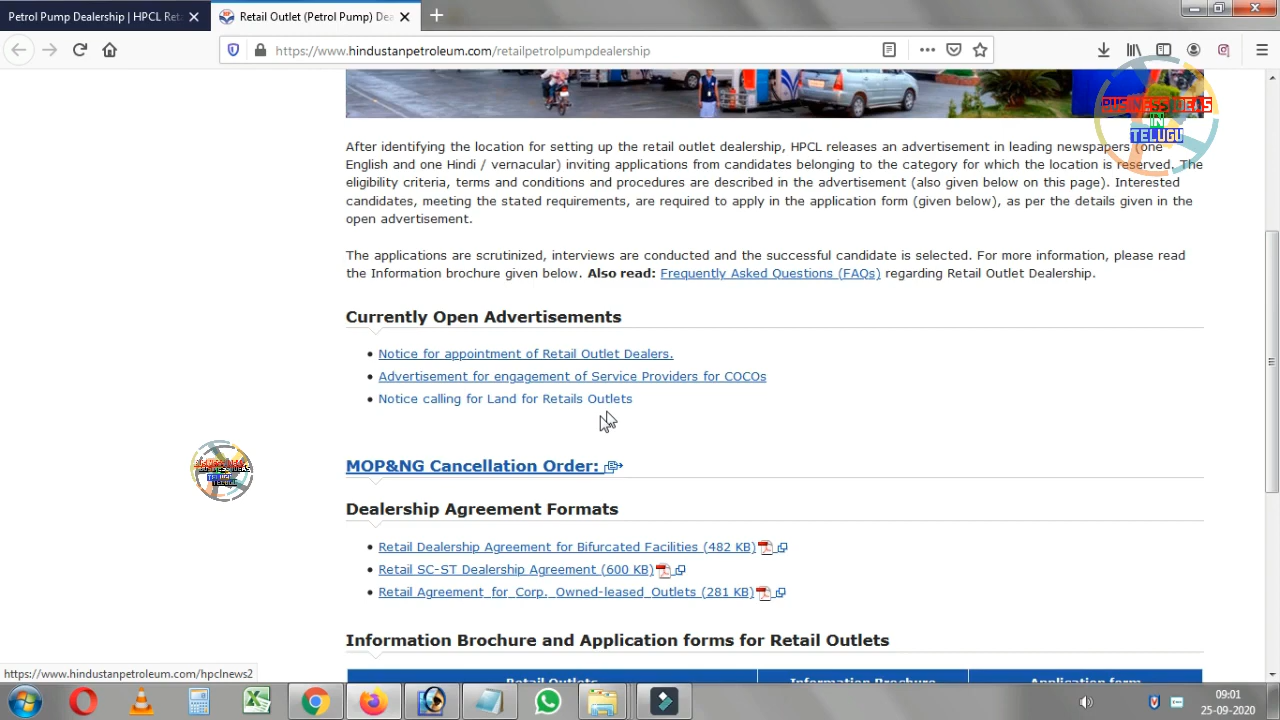 Petrol Pump Dealership | HPCL Ret
Retail Outlet (Petrol Pump) Dea
https://www.hindustanpetroleum.com/retailpetrolpumpdealership
BUSINESS IDEAS
IN
TELUGU
After identifying the location for setting up the retail outlet dealership, HPCL releases an advertisement in leading newspapers (one
English and one Hindi / vernacular) inviting applications from candidates belonging to the category for which the location is reserved. The
eligibility criteria, terms and conditions and procedures are described in the advertisement (also given below on this page). Interested
candidates, meeting the stated requirements, are required to apply in the application form (given below), as per the details given in the
open advertisement.
The applications are scrutinized, interviews are conducted and the successful candidate is selected. For more information, please read
the Information brochure given below. Also read: Frequently Asked Questions (FAQs) regarding Retail Outlet Dealership.
Currently Open Advertisements
Notice for appointment of Retail Outlet Dealers.
Advertisement for engagement of Service Providers for COCOs
Notice calling for Land for Retails Outlets
MOP&NG Cancellation Order:
Dealership Agreement Formats
Retail Dealership Agreement for Bifurcated Facilities (482 KB)
Retail SC-ST Dealership Agreement (600 KB)
Retail Agreement for Corp. Owned-leased Outlets (281 KB)
Information Brochure and Application forms for Retail Outlets
Retail Outlets Information Brochure Application form
https://www.hindustanpetroleum.com/hpclnews2
09:01
25-09-2020